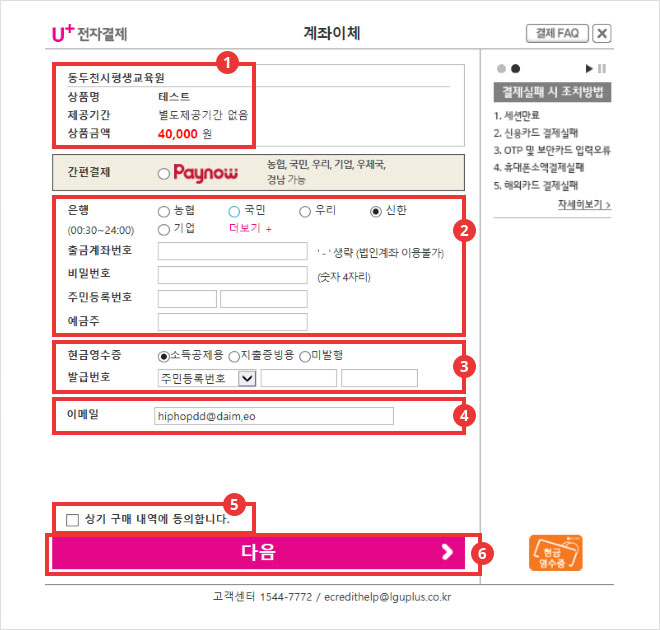 U+전자결제
계좌이체
결제 FAQ
1
동두천시평생교육원
상품명 테스트
제공기간 별도제공기간 없음
상품금액 40,000 원
간편결제 Paynow 농협, 국민, 우리, 기업, 우체국,
경남 가능
2
은행 농협 국민 우리 신한
(00:30~24:00) 기업 더보기 +
출금계좌번호 ' - ' 생략 (법인계좌 이용불가)
비밀번호 (숫자 4자리)
주민등록번호
예금주
3
현금영수증 소득공제용 지출증빙용 미발행
발급번호 주민등록번호
4
이메일 hiphopdd@daim,eo
5
상기 구매 내역에 동의합니다.
6
다음
결제실패 시 조치방법
1. 세션만료
2. 신용카드 결제실패
3. OTP 및 보안카드 입력오류
4. 휴대폰소액결제실패
5. 해외카드 결제실패
자세히보기 >
현금
영수증
고객센터 1544-7772 / ecredithelp@lguplus.co.kr